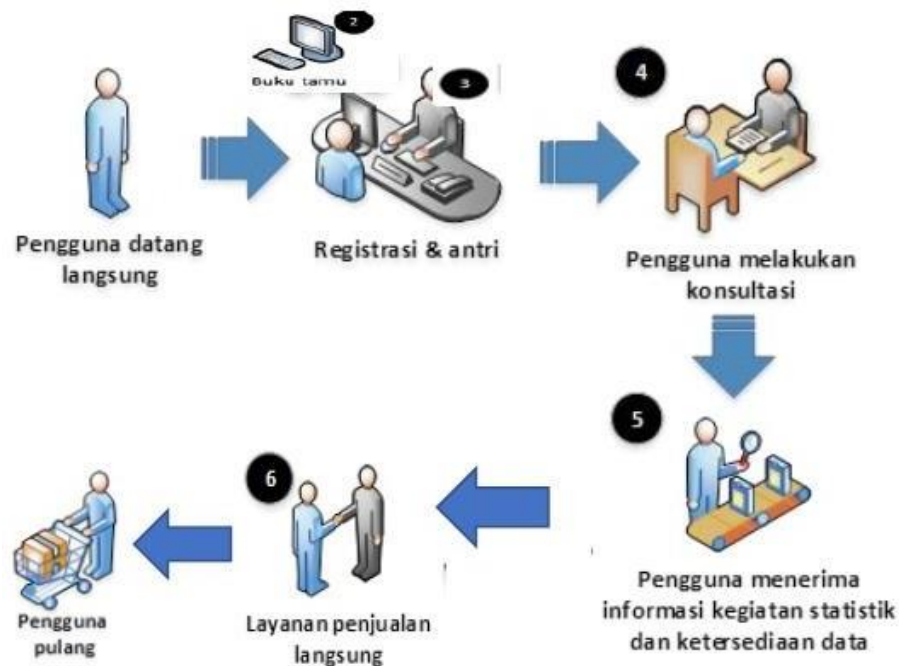 2
Buku tamu
3
4
Pengguna datang
langsung
Registrasi & antri
Pengguna melakukan
konsultasi
5
6
Pengguna menerima
informasi kegiatan statistik
dan ketersediaan data
Layanan penjualan
langsung
Pengguna
pulang